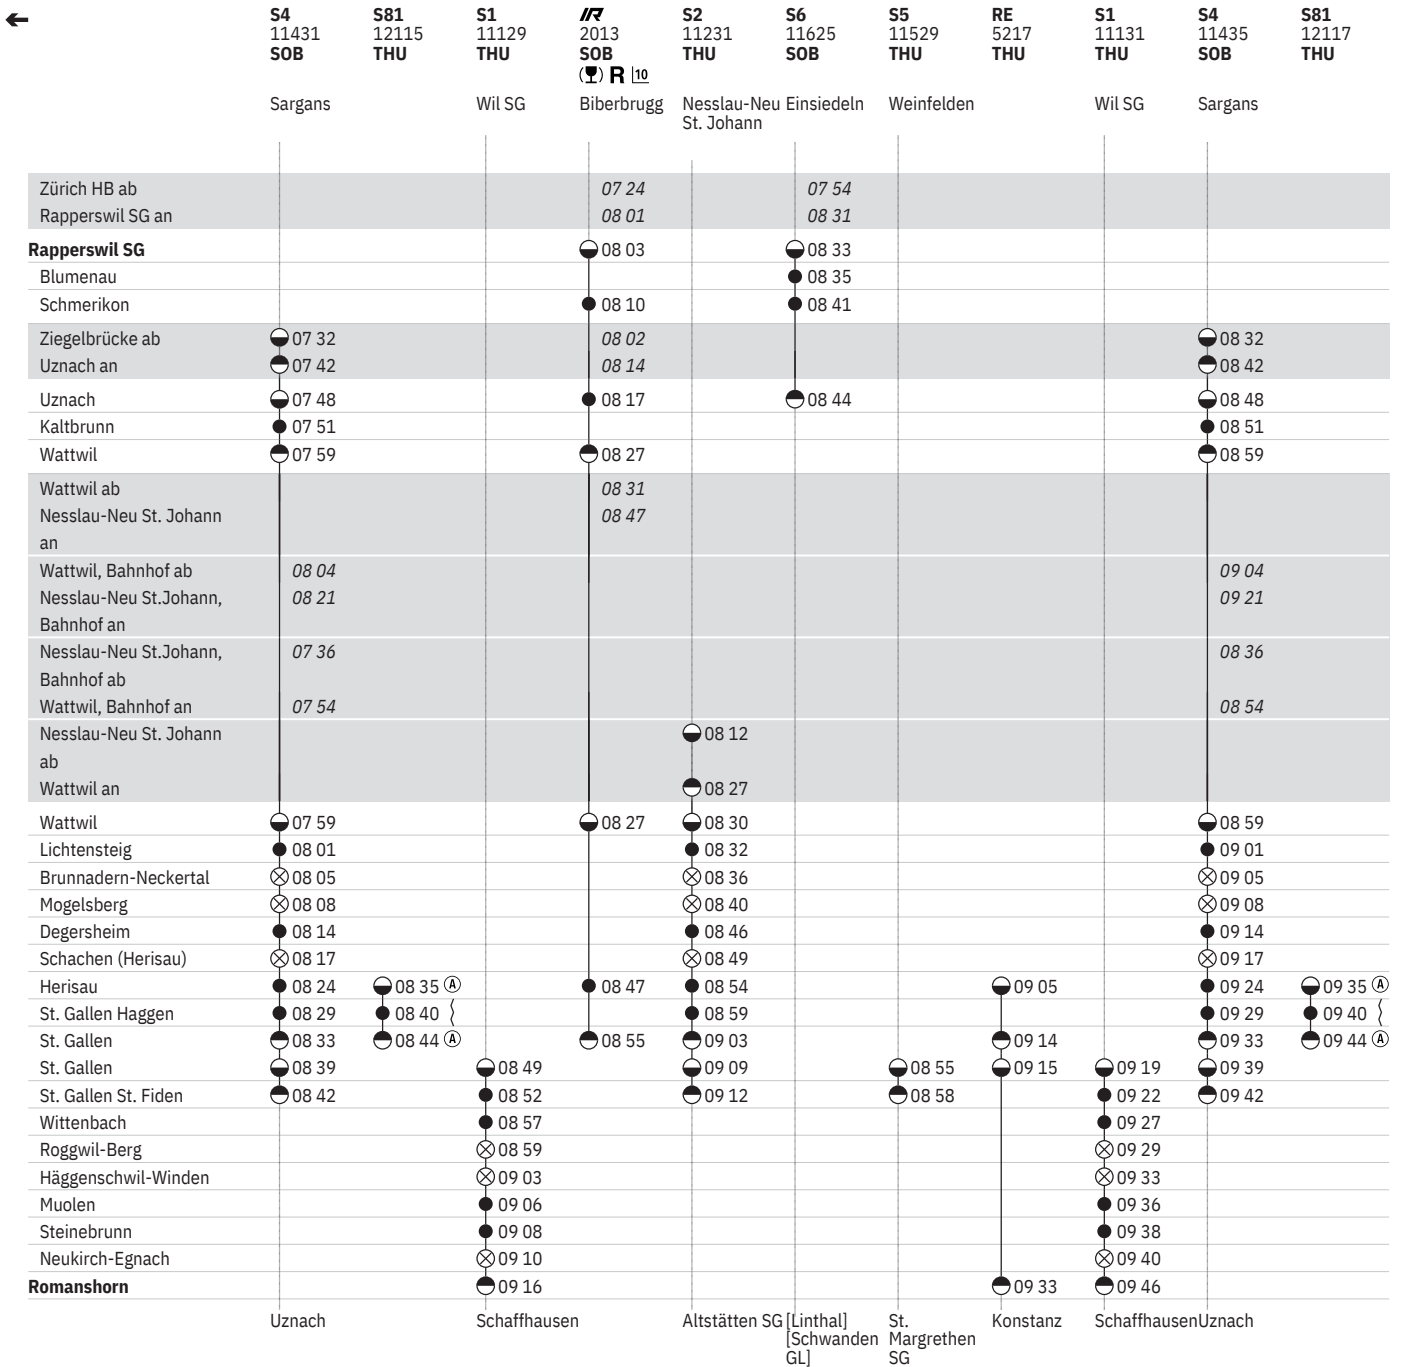 S4 S81 S1 IR S2 S6 S5 RE S1 S4 S81
11431 12115 11129 2013 11231 11625 11529 5217 11131 11435 12117
SOB THU THU SOB THU SOB THU THU THU SOB THU
R 10
Sargans Wil SG Biberbrugg Nesslau-Neu Einsiedeln Weinfelden Wil SG Sargans
St. Johann
Zürich HB ab 07 24 07 54
Rapperswil SG an 08 01 08 31
Rapperswil SG 08 03 08 33
Blumenau 08 35
Schmerikon 08 10 08 41
Ziegelbrücke ab 07 32 08 02 08 32
Uznach an 07 42 08 14 08 42
Uznach 07 48 08 17 08 44 08 48
Kaltbrunn 07 51 08 51
Wattwil 07 59 08 27 08 59
Wattwil ab 08 31
Nesslau-Neu St. Johann 08 47
an
Wattwil, Bahnhof ab 08 04 09 04
Nesslau-Neu St.Johann, 08 21 09 21
Bahnhof an
Nesslau-Neu St.Johann, 07 36 08 36
Bahnhof ab
Wattwil, Bahnhof an 07 54 08 54
Nesslau-Neu St. Johann 08 12
ab
Wattwil an 08 27
Wattwil 07 59 08 27 08 30 08 59
Lichtensteig 08 01 08 32 09 01
Brunnadern-Neckertal 08 05 08 36 09 05
Mogelsberg 08 08 08 40 09 08
Degersheim 08 14 08 46 09 14
Schachen (Herisau) 08 17 08 49 09 17
Herisau 08 24 08 35 A 08 47 08 54 09 05 09 24 09 35 A
St. Gallen Haggen 08 29 08 40 08 59 09 29 09 40
St. Gallen 08 33 08 44 A 08 55 09 03 09 14 09 33 09 44 A
St. Gallen 08 39 08 49 09 09 08 55 09 15 09 19 09 39
St. Gallen St. Fiden 08 42 08 52 09 12 08 58 09 22 09 42
Wittenbach 08 57 09 27
Roggwil-Berg 08 59 09 29
Häggenschwil-Winden 09 03 09 33
Muolen 09 06 09 36
Steinebrunn 09 08 09 38
Neukirch-Egnach 09 10 09 40
Romanshorn 09 16 09 33 09 46
Uznach Schaffhausen Altstätten SG [Linthal] St. Konstanz Schaffhausen Uznach
[Schwanden Margrethen
GL] SG